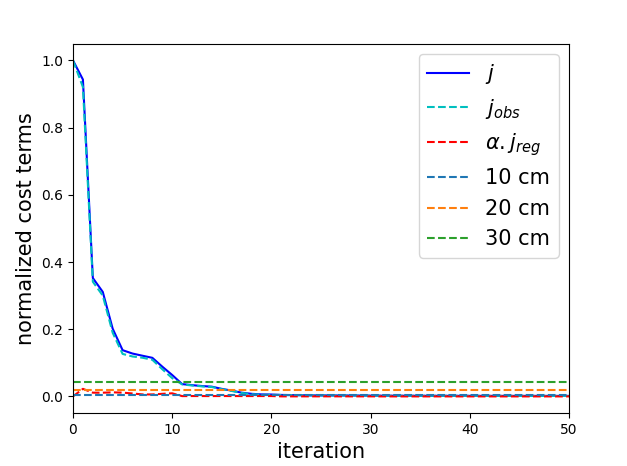 normalized cost terms
1.0
0.8
0.6
0.4
0.2
0.0
0
10
20
30
40
50
iteration
j
j_obs
α.j_reg
10 cm
20 cm
30 cm